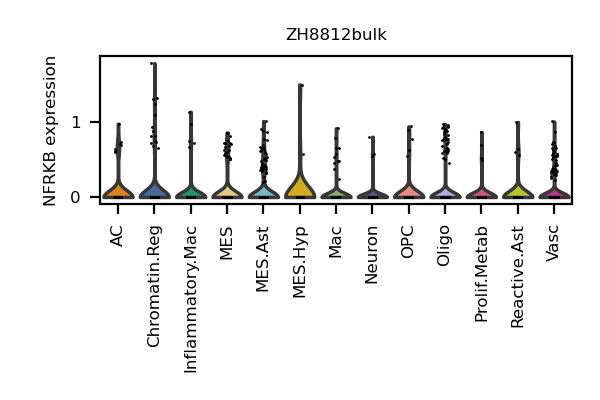 ZH8812bulk
NFRKB expression
1
0
AC
Chromatin.Reg
Inflammatory.Mac
MES
MES.Ast
MES.Hyp
Mac
Neuron
OPC
Oligo
Prolif.Metab
Reactive.Ast
Vasc